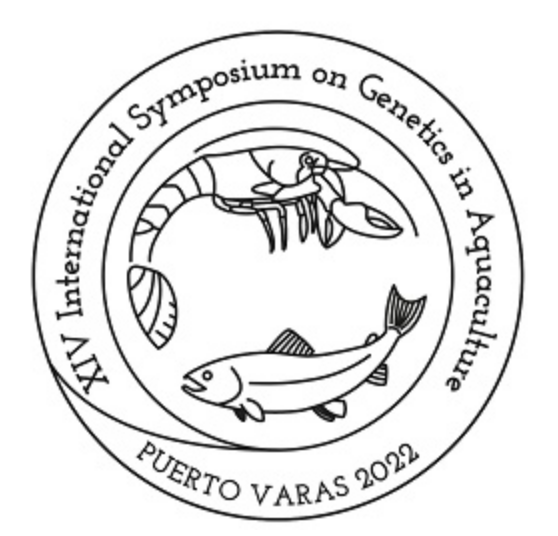 XIV International Symposium on Genetics in Aquaculture
PUERTO VARAS 2022